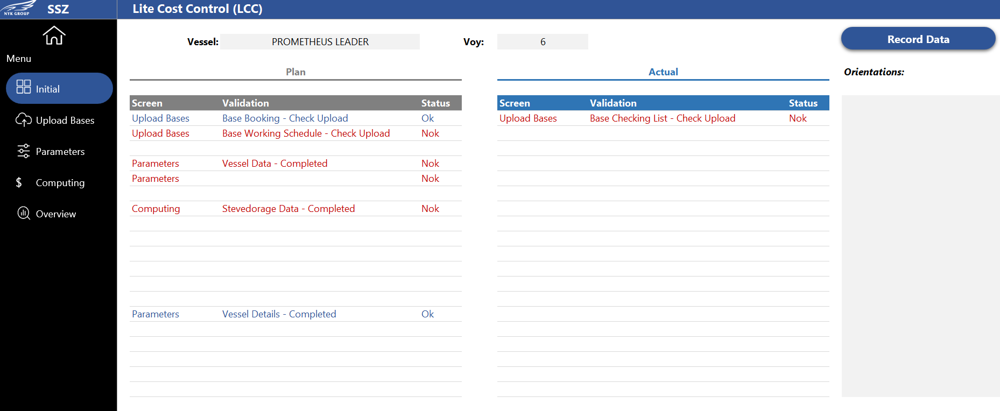 NYK GROUP
SSZ
Lite Cost Control (LCC)
Menu
Initial
Upload Bases
Parameters
$ Computing
Overview
Vessel: PROMETHEUS LEADER Voy: 6
Record Data
Plan
Actual
Orientations:
Screen Validation Status
Upload Bases Base Booking - Check Upload Ok
Upload Bases Base Working Schedule - Check Upload Nok
Parameters Vessel Data - Completed Nok
Parameters Nok
Computing Stevedorage Data - Completed Nok
Parameters Vessel Details - Completed Ok
Screen Validation Status
Upload Bases Base Checking List - Check Upload Nok